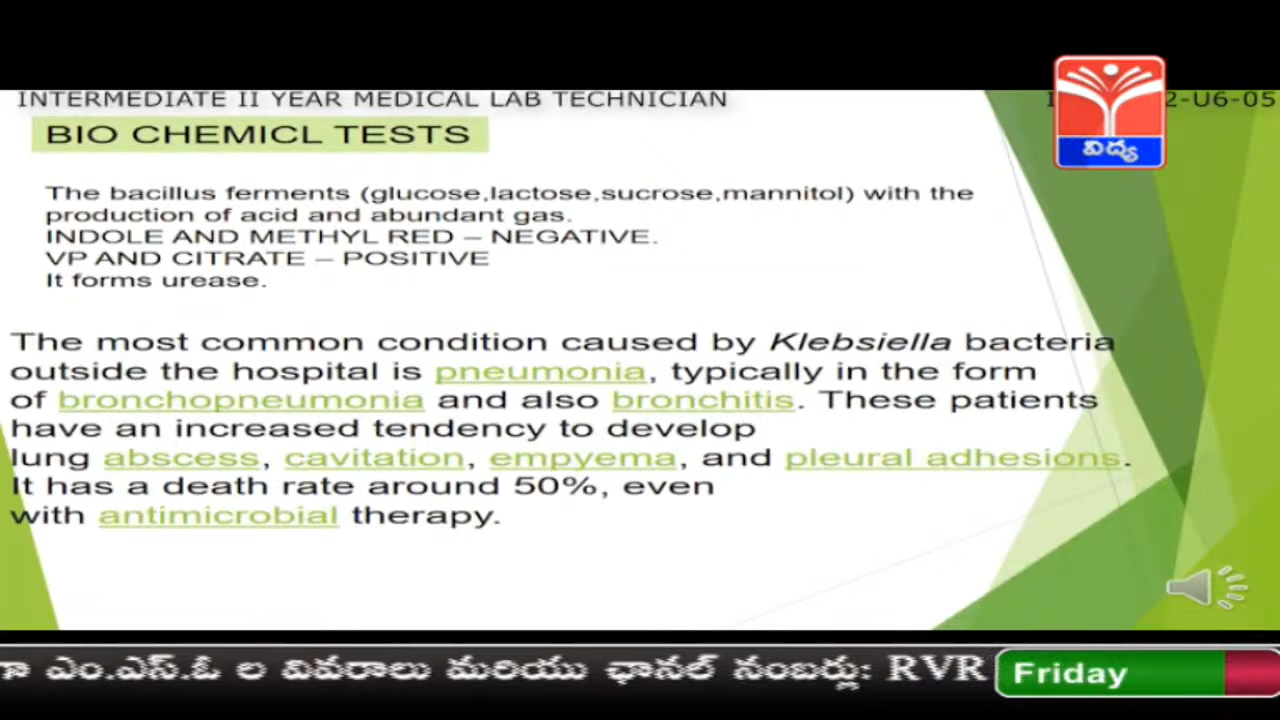 INTERMEDIATE II YEAR MEDICAL LAB TECHNICIAN
2-U6-05
విద్య
BIO CHEMICL TESTS
The bacillus ferments (glucose,lactose,sucrose,mannitol) with the
production of acid and abundant gas.
INDOLE AND METHYL RED – NEGATIVE.
VP AND CITRATE – POSITIVE
It forms urease.
The most common condition caused by Klebsiella bacteria
outside the hospital is pneumonia, typically in the form
of bronchopneumonia and also bronchitis. These patients
have an increased tendency to develop
lung abscess, cavitation, empyema, and pleural adhesions.
It has a death rate around 50%, even
with antimicrobial therapy.
ఎం.ఎస్.ఓ ల వివరాలు మరియు ఛానల్ నంబర్లు: RVR
Friday